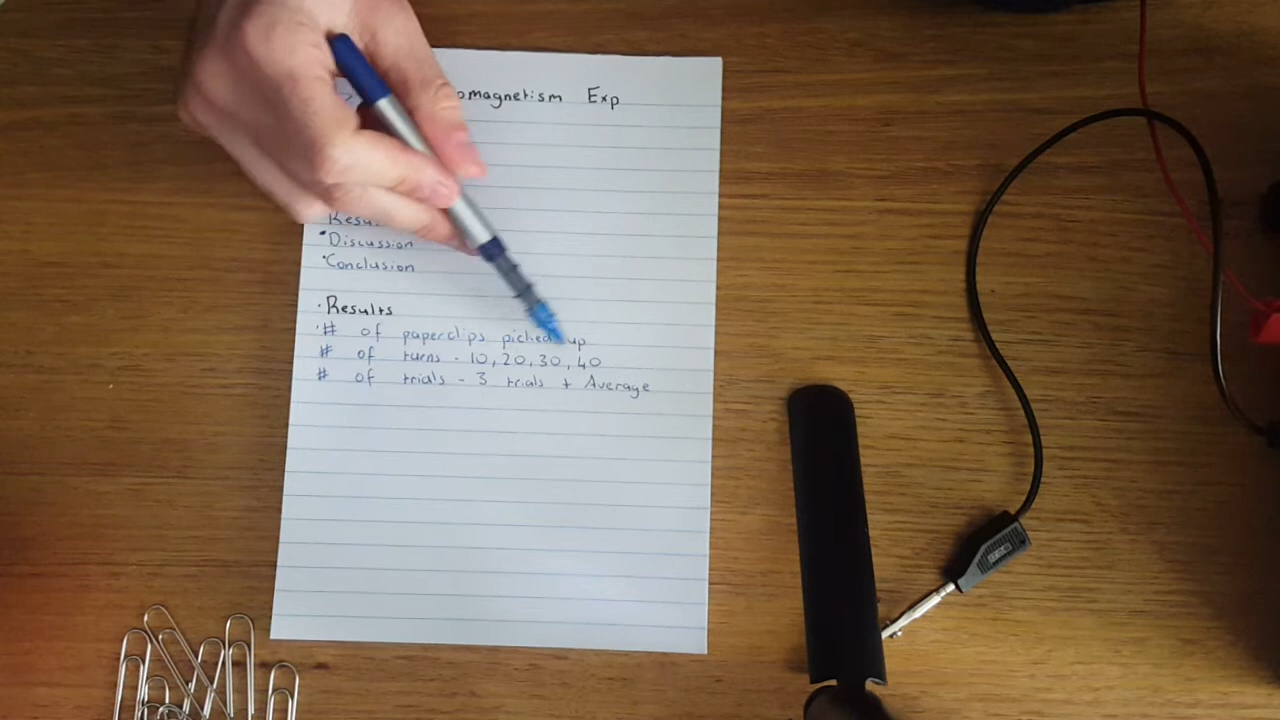 omagnetism Exp
Resu
•Discussion
•Conclusion
•Results
•# of paperclips picked up
# of turns - 10, 20, 30, 40
# of trials - 3 trials + Average